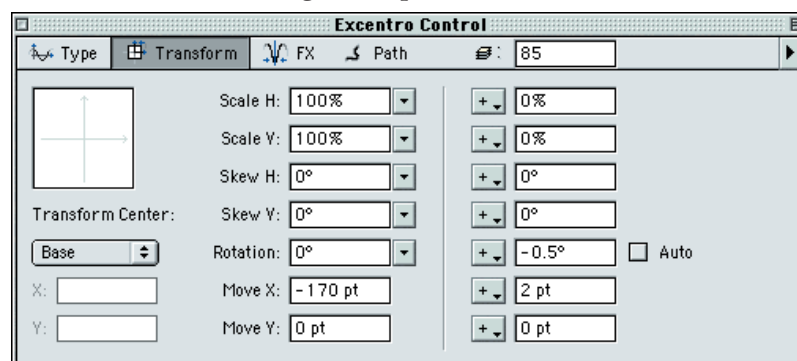 Excentro Control
Type Transform FX Path : 85
Scale H: 100% + 0%
Scale V: 100% + 0%
Skew H: 0° + 0°
Transform Center: Skew V: 0° + 0°
Base Rotation: 0° + -0.5° Auto
X: Move X: -170 pt + 2 pt
Y: Move Y: 0 pt + 0 pt